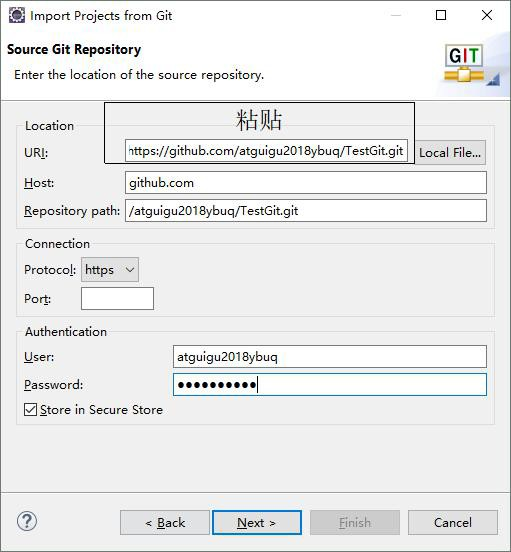 Import Projects from Git
Source Git Repository
Enter the location of the source repository.
GIT
粘贴
Location
URI: https://github.com/atguigu2018ybuq/TestGit.git Local File...
Host: github.com
Repository path: /atguigu2018ybuq/TestGit.git
Connection
Protocol: https
Port:
Authentication
User: atguigu2018ybuq
Password: ●●●●●●●●●●
Store in Secure Store
? < Back Next > Finish Cancel